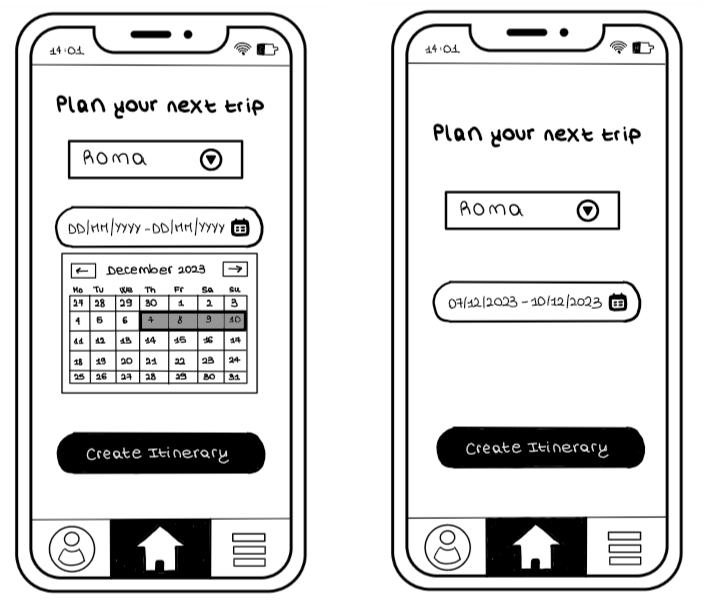 14:01
Plan your next trip
Roma
DD/MM/YYYY - DD/MM/YYYY
December 2023
Mo Tu We Th Fr Sa Su
27 28 29 30 1 2 3
4 5 6 7 8 9 10
11 12 13 14 15 16 17
18 19 20 21 22 23 24
25 26 27 28 29 30 31
Create Itinerary
14:01
Plan your next trip
Roma
07/12/2023 - 10/12/2023
Create Itinerary